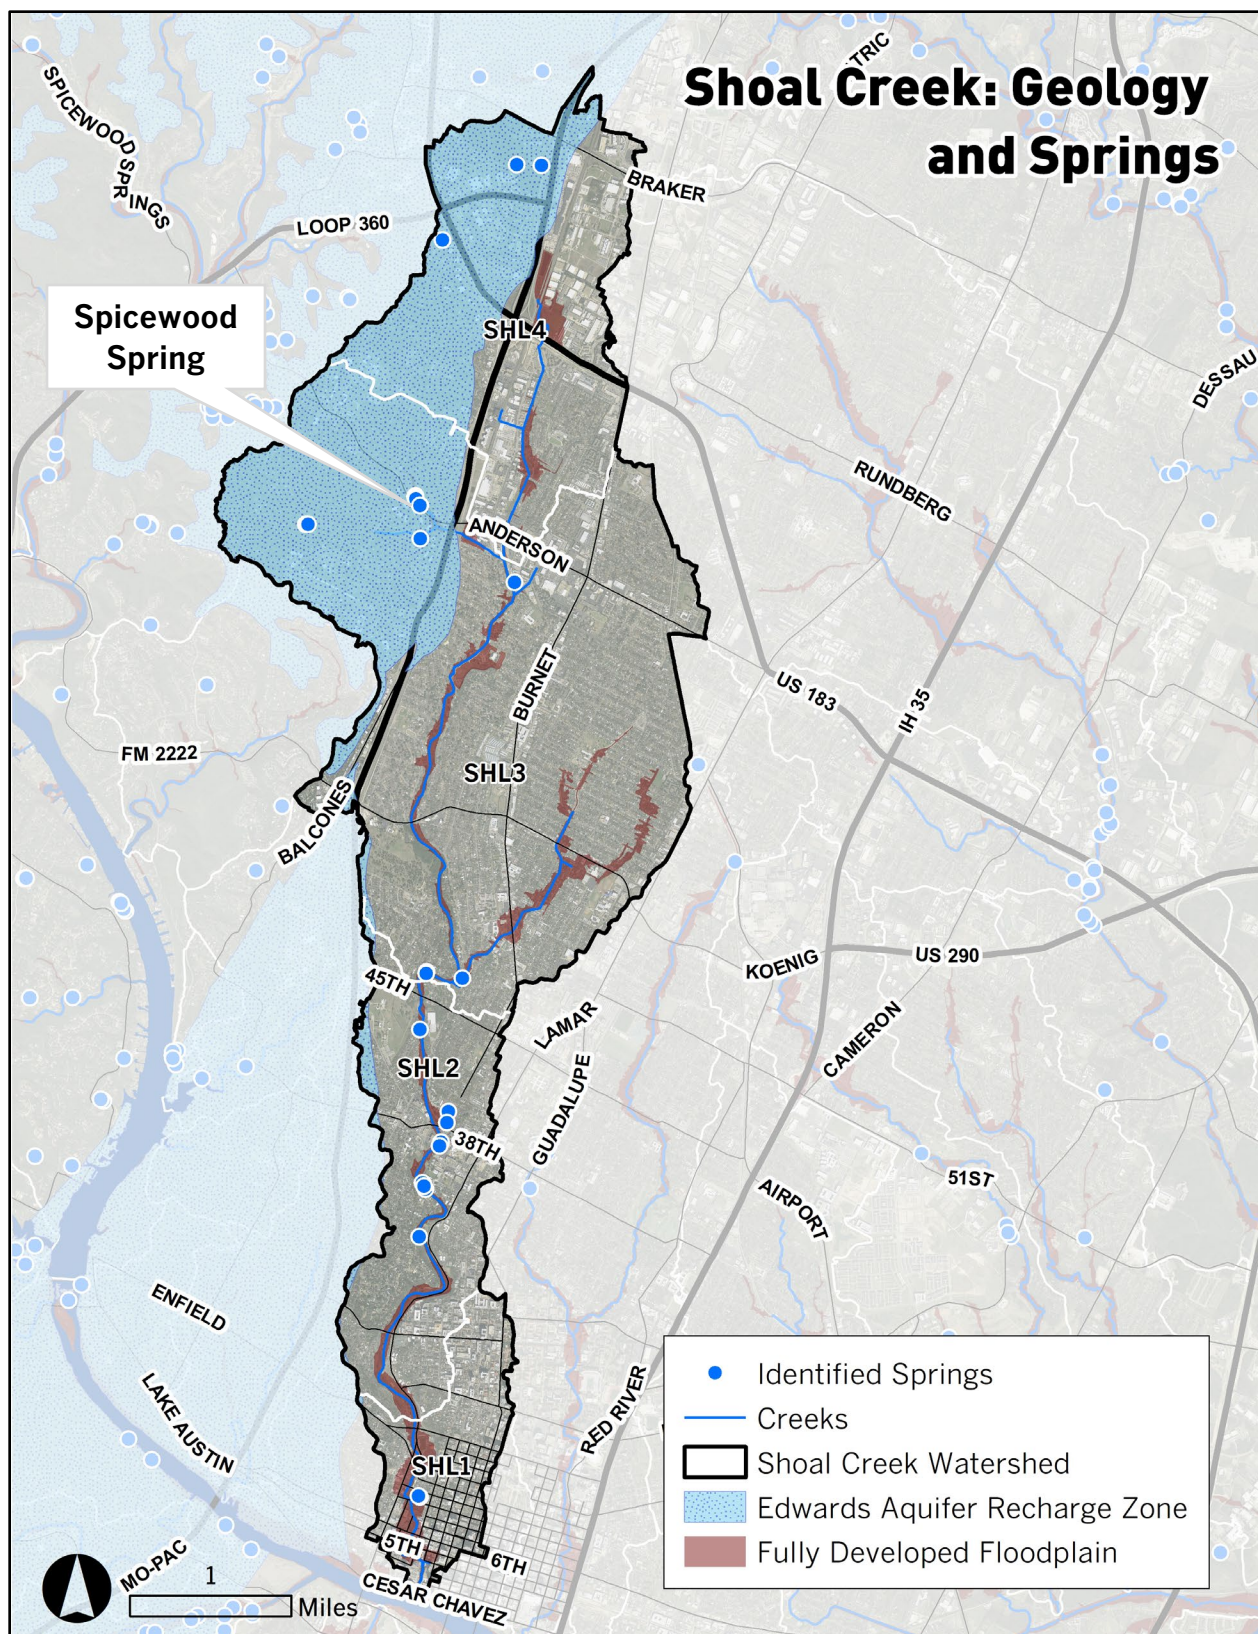 Shoal Creek: Geology
and Springs
TRIC
SPICEWOOD SPRINGS
BRAKER
LOOP 360
Spicewood
Spring
SHL4
DESSAU
RUNDBERG
ANDERSON
BURNET
US 183
IH 35
FM 2222
SHL3
BALCONES
KOENIG
US 290
45TH
LAMAR
CAMERON
SHL2
GUADALUPE
38TH
51ST
AIRPORT
ENFIELD
LAKE AUSTIN
RED RIVER
SHL1
5TH
6TH
MO-PAC
CESAR CHAVEZ
1
Miles
Identified Springs
Creeks
Shoal Creek Watershed
Edwards Aquifer Recharge Zone
Fully Developed Floodplain